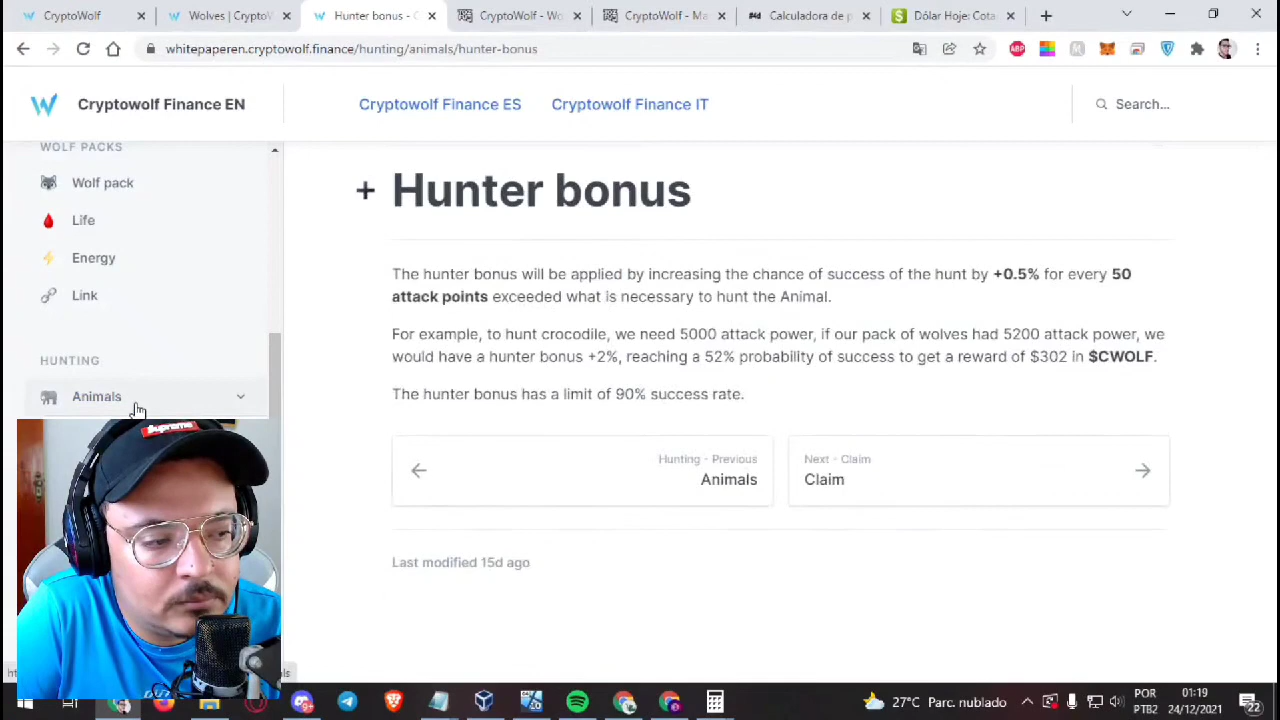 CryptoWolf
Wolves | CryptoV
Hunter bonus - C
CryptoWolf - Wo
CryptoWolf - Ma
Calculadora de p
Dólar Hoje: Cota
whitepaperen.cryptowolf.finance/hunting/animals/hunter-bonus
ABP
Cryptowolf Finance EN
Cryptowolf Finance ES
Cryptowolf Finance IT
Search...
WOLF PACKS
Wolf pack
Life
Energy
Link
HUNTING
Animals
+ Hunter bonus
The hunter bonus will be applied by increasing the chance of success of the hunt by +0.5% for every 50
attack points exceeded what is necessary to hunt the Animal.
For example, to hunt crocodile, we need 5000 attack power, if our pack of wolves had 5200 attack power, we
would have a hunter bonus +2%, reaching a 52% probability of success to get a reward of $302 in $CWOLF.
The hunter bonus has a limit of 90% success rate.
Hunting - Previous
Animals
Next - Claim
Claim
Last modified 15d ago
Supreme
27°C Parc. nublado
POR
PTB2
01:19
24/12/2021
22